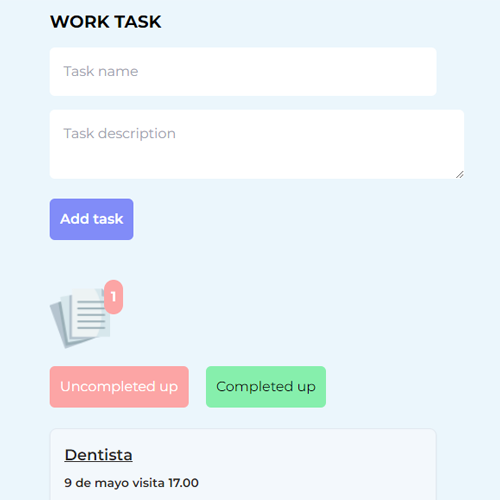 WORK TASK
Task name
Task description
Add task
1
Uncompleted up
Completed up
Dentista
9 de mayo visita 17.00